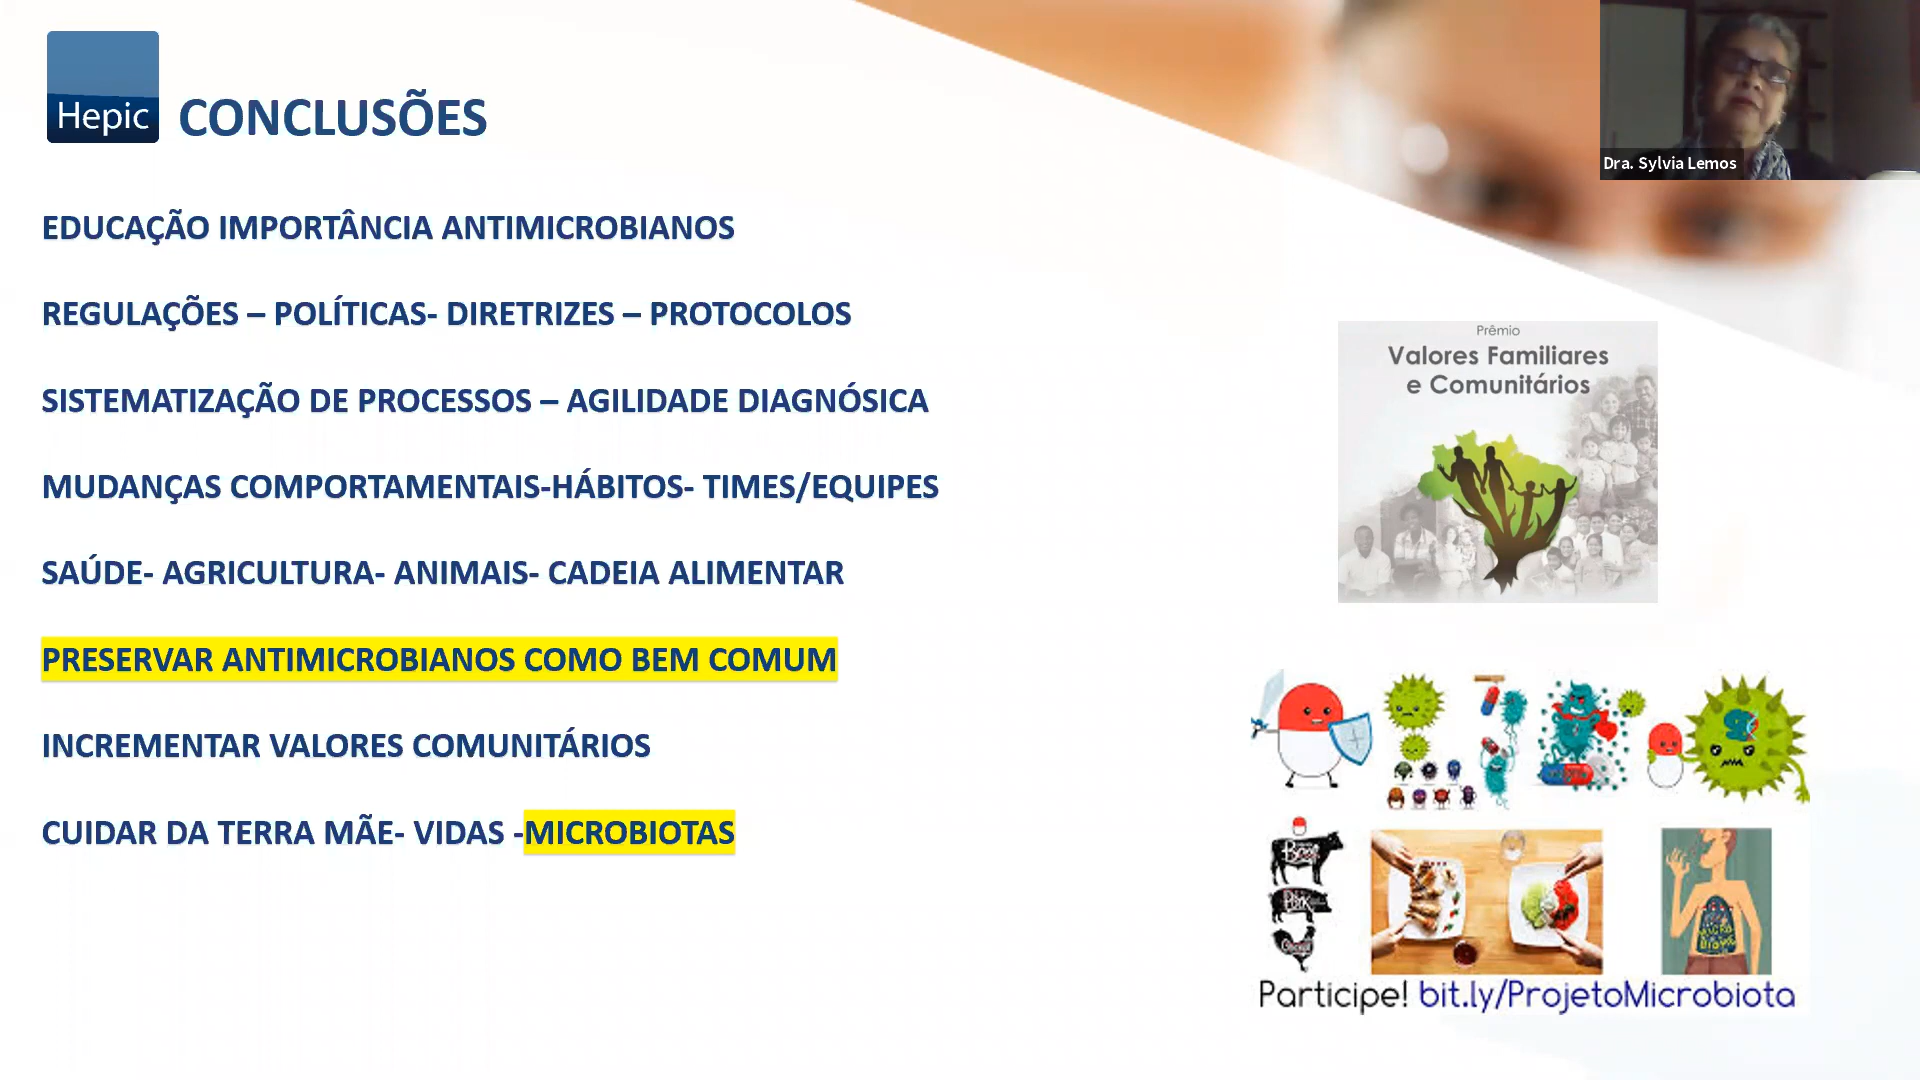 Hepic
CONCLUSÕES
Dra. Sylvia Lemos
EDUCAÇÃO IMPORTÂNCIA ANTIMICROBIANOS
REGULAÇÕES – POLÍTICAS- DIRETRIZES – PROTOCOLOS
SISTEMATIZAÇÃO DE PROCESSOS – AGILIDADE DIAGNÓSICA
MUDANÇAS COMPORTAMENTAIS-HÁBITOS- TIMES/EQUIPES
SAÚDE- AGRICULTURA- ANIMAIS- CADEIA ALIMENTAR
PRESERVAR ANTIMICROBIANOS COMO BEM COMUM
INCREMENTAR VALORES COMUNITÁRIOS
CUIDAR DA TERRA MÃE- VIDAS -MICROBIOTAS
Prêmio
Valores Familiares
e Comunitários
Beef
Pork
Participe! bit.ly/ProjetoMicrobiota